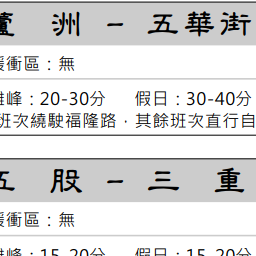 蘆 洲 － 五華街
緩衝區：無
離峰：20-30分 假日：30-40分
班次繞駛福隆路，其餘班次直行自
五 股 － 三 重
緩衝區：無
離峰：15-20分 假日：15-20分